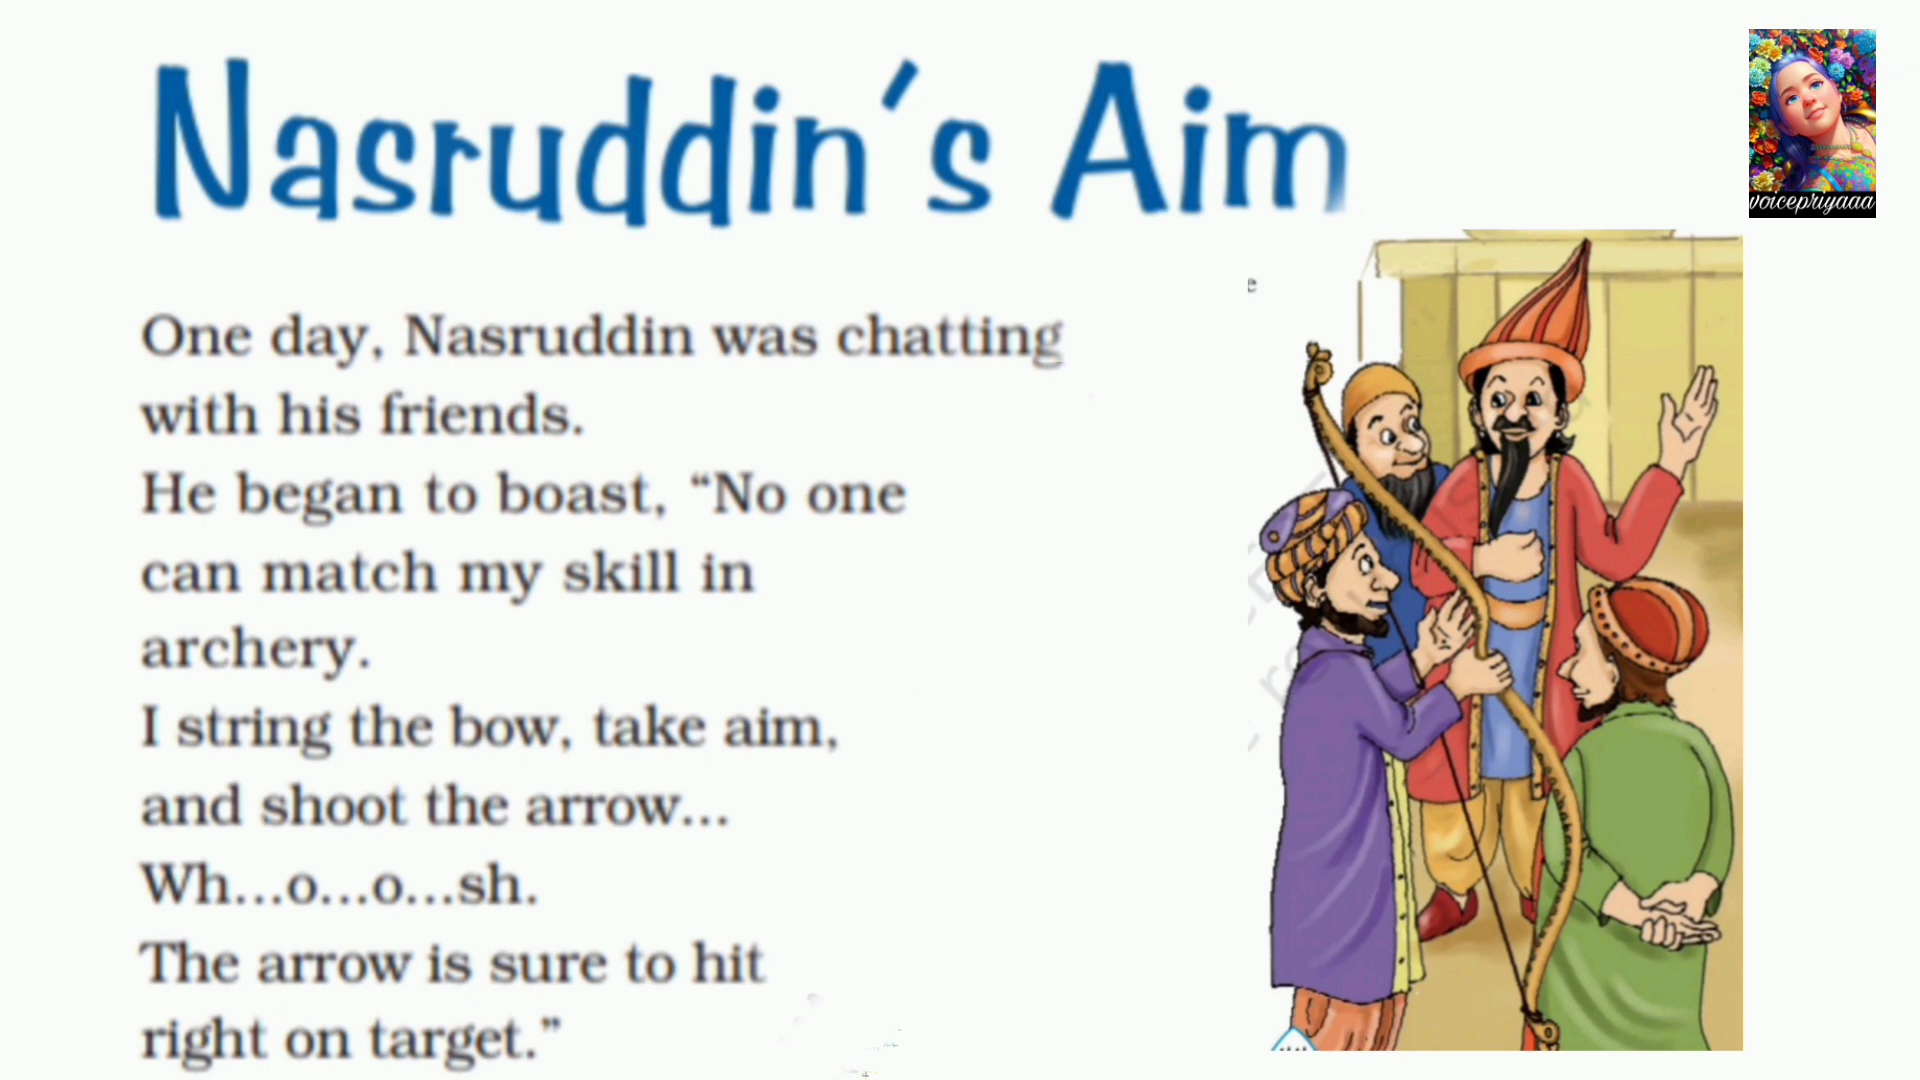 Nasruddin's Aim
voicepriyaaa
One day, Nasruddin was chatting
with his friends.
He began to boast, “No one
can match my skill in
archery.
I string the bow, take aim,
and shoot the arrow...
Wh...o...o...sh.
The arrow is sure to hit
right on target.”